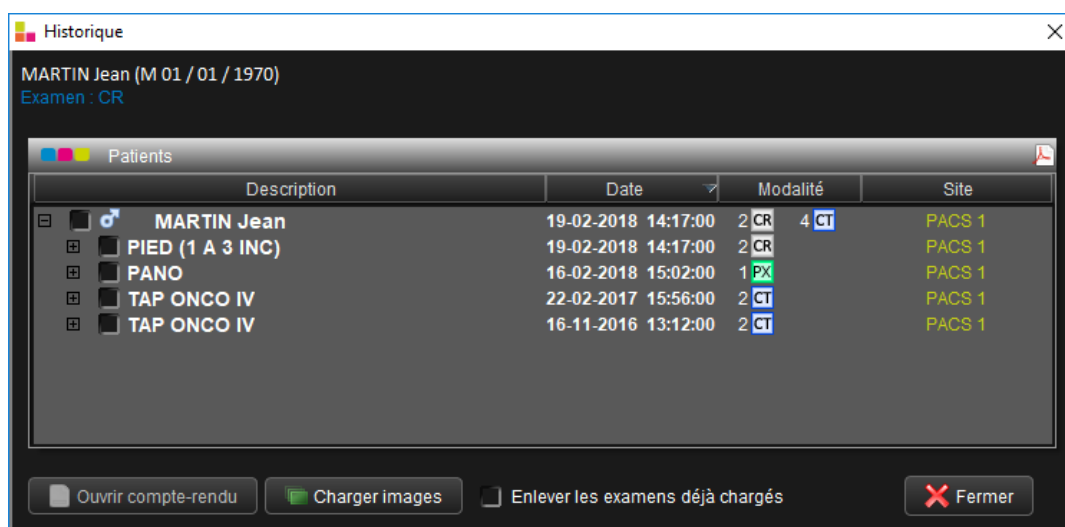 Historique
MARTIN Jean (M 01 / 01 / 1970)
Examen : CR
Patients
Description Date Modalité Site
MARTIN Jean 19-02-2018 14:17:00 2 CR 4 CT PACS 1
PIED (1 A 3 INC) 19-02-2018 14:17:00 2 CR PACS 1
PANO 16-02-2018 15:02:00 1 PX PACS 1
TAP ONCO IV 22-02-2017 15:56:00 2 CT PACS 1
TAP ONCO IV 16-11-2016 13:12:00 2 CT PACS 1
Ouvrir compte-rendu Charger images Enlever les examens déjà chargés Fermer